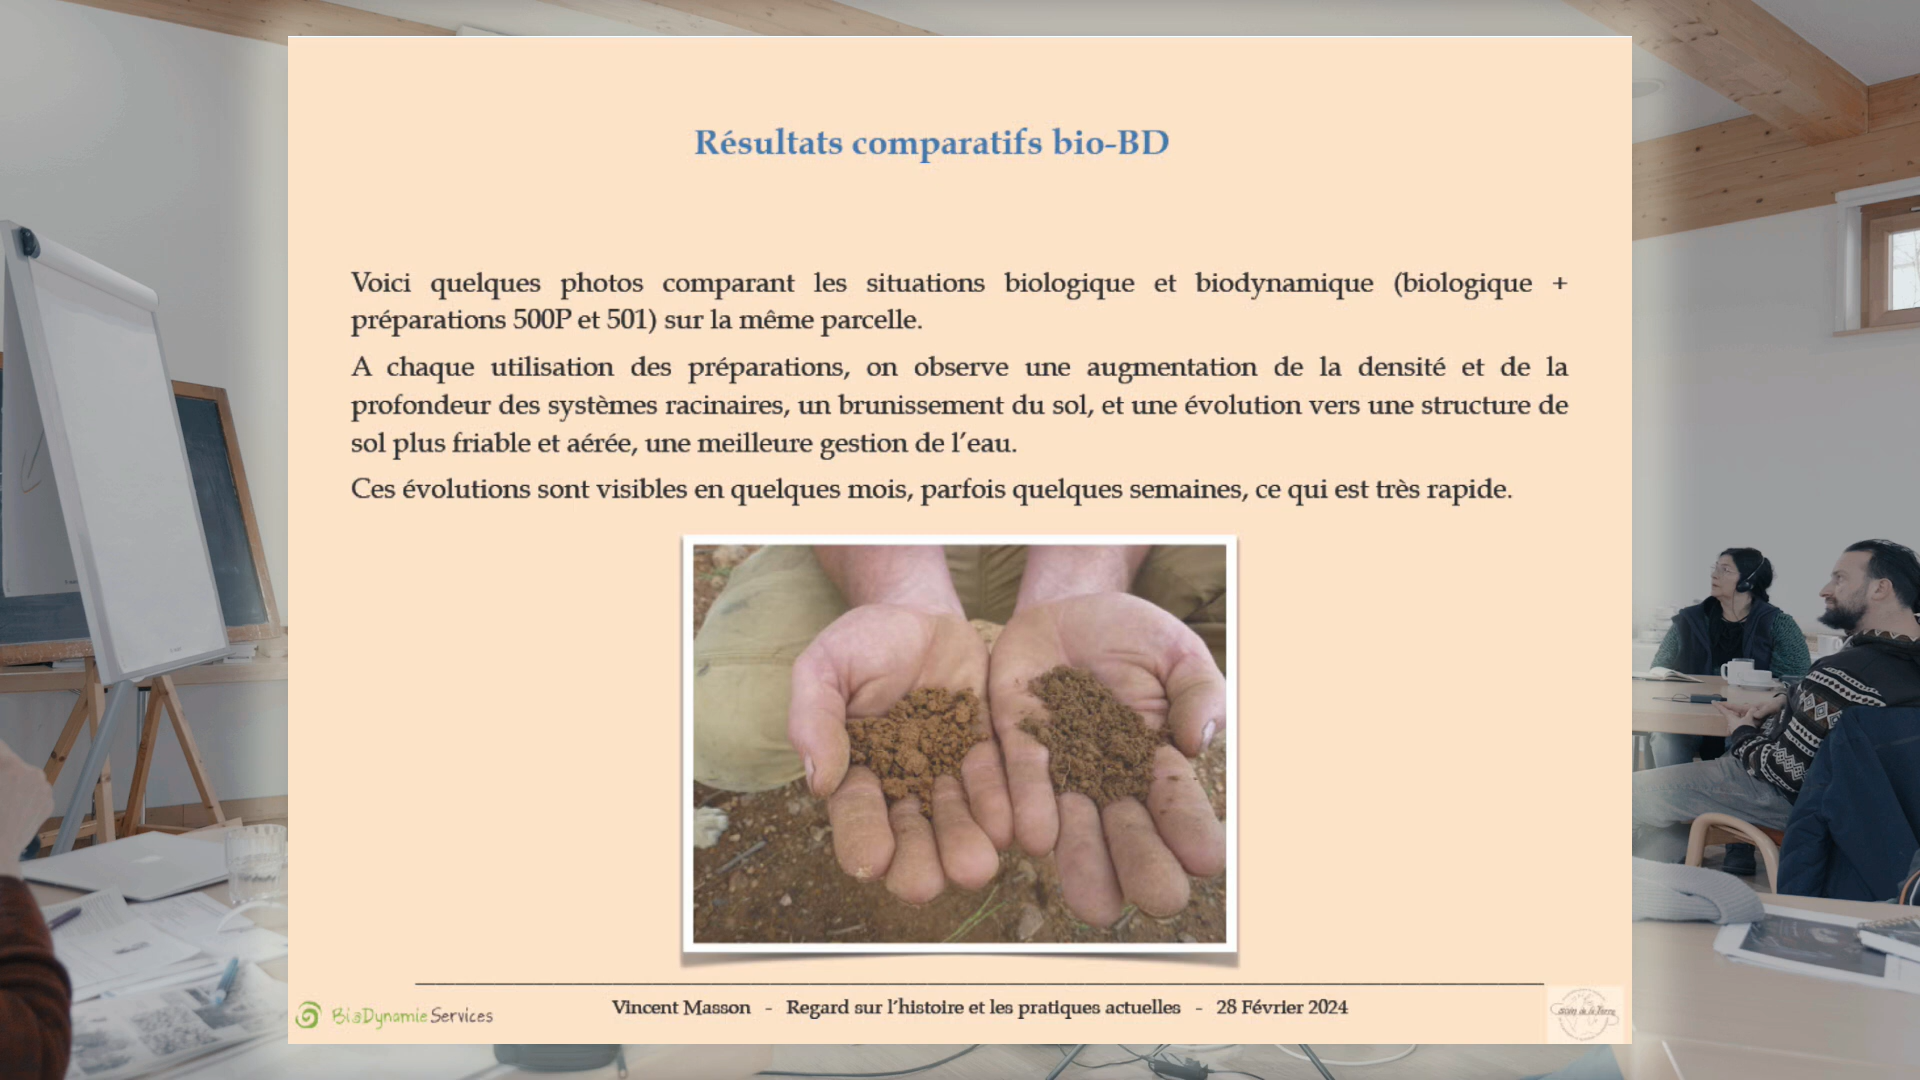 Résultats comparatifs bio-BD
Voici quelques photos comparant les situations biologique et biodynamique (biologique +
préparations 500P et 501) sur la même parcelle.
A chaque utilisation des préparations, on observe une augmentation de la densité et de la
profondeur des systèmes racinaires, un brunissement du sol, et une évolution vers une structure de
sol plus friable et aérée, une meilleure gestion de l'eau.
Ces évolutions sont visibles en quelques mois, parfois quelques semaines, ce qui est très rapide.
BioDynamie Services
Vincent Masson - Regard sur l'histoire et les pratiques actuelles - 28 Février 2024